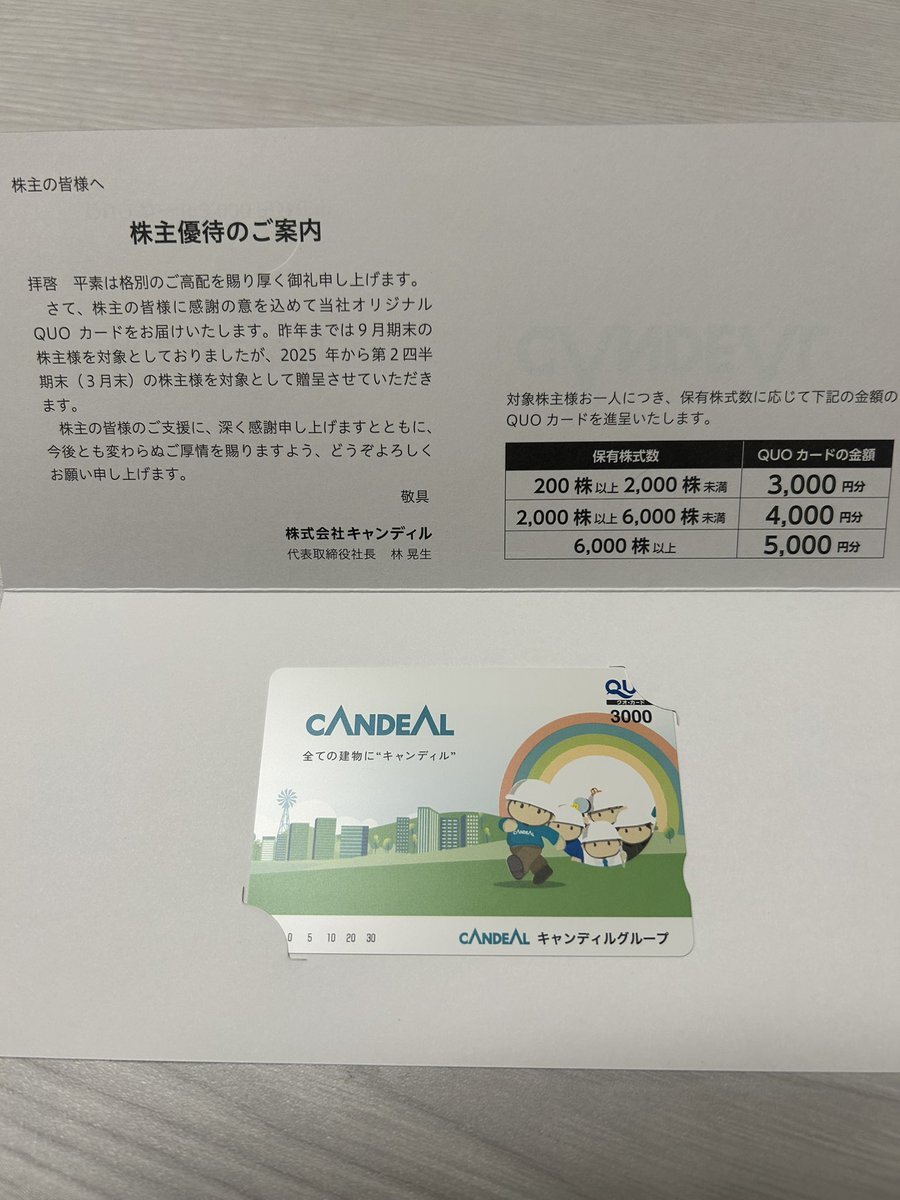 株主の皆様へ
株主優待のご案内
拝啓　平素は格別のご高配を賜り厚く御礼申し上げます。
さて、株主の皆様に感謝の意を込めて当社オリジナル
QUO カードをお届けいたします。昨年までは９月期末の
株主様を対象としておりましたが、2025 年から第２四半
期末（３月末）の株主様を対象として贈呈させていただき
ます。
株主の皆様のご支援に、深く感謝申し上げますとともに、
今後とも変わらぬご厚情を賜りますよう、どうぞよろしく
お願い申し上げます。
敬具
株式会社キャンディル
代表取締役社長　林 晃生
対象株主様お一人につき、保有株式数に応じて下記の金額の
QUO カードを進呈いたします。
保有株式数　QUO カードの金額
200 株以上 2,000 株未満　3,000 円分
2,000 株以上 6,000 株未満　4,000 円分
6,000 株以上　5,000 円分
QU
クオ・カード
3000
CANDEAL
全ての建物に“キャンディル”
CANDEAL
0 5 10 20 30
CANDEAL キャンディルグループ